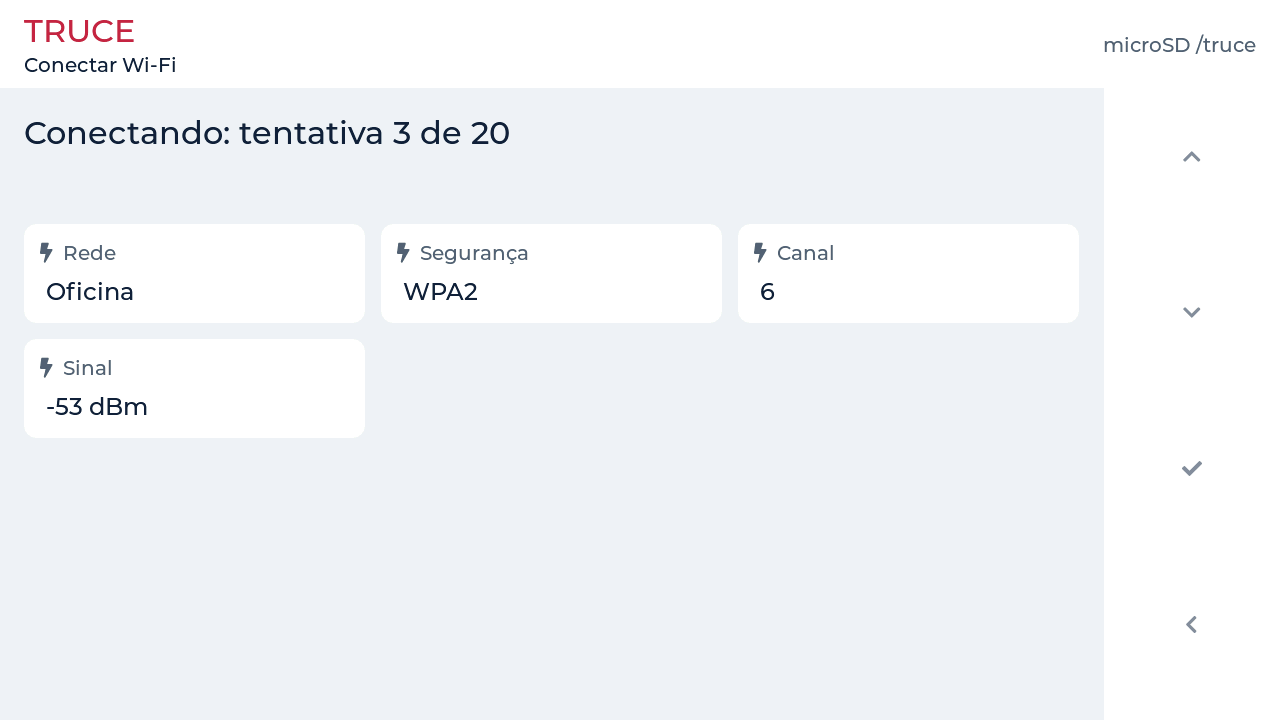 TRUCE
Conectar Wi-Fi
microSD /truce
Conectando: tentativa 3 de 20
Rede
Oficina
Segurança
WPA2
Canal
6
Sinal
-53 dBm